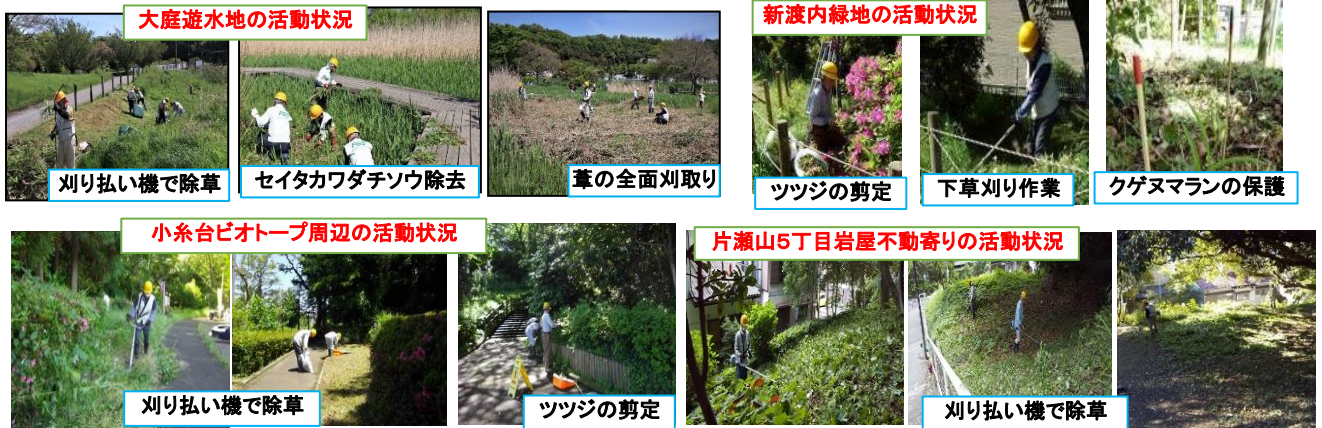 大庭遊水地の活動状況
刈り払い機で除草
セイタカワダチソウ除去
葦の全面刈取り
新渡内緑地の活動状況
ツツジの剪定
下草刈り作業
クゲヌマランの保護
小糸台ビオトープ周辺の活動状況
刈り払い機で除草
ツツジの剪定
片瀬山5丁目岩屋不動寄りの活動状況
刈り払い機で除草